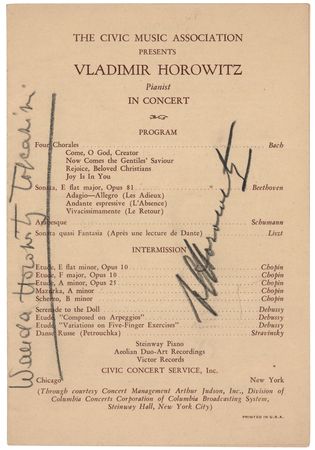 THE CIVIC MUSIC ASSOCIATION
PRESENTS
VLADIMIR HOROWITZ
Pianist
IN CONCERT
PROGRAM
Four Chorales Bach
Come, O God, Creator
Now Comes the Gentiles' Saviour
Rejoice, Beloved Christians
Joy Is In You
Sonata, E flat major, Opus 81 Beethoven
Adagio—Allegro (Les Adieux)
Andante espressive (L'Absence)
Vivacissimamente (Le Retour)
Arabesque Schumann
Sonata quasi Fantasia (Après une lecture de Dante) Liszt
INTERMISSION
Etude, E flat minor, Opus 10 Chopin
Etude, F major, Opus 10 Chopin
Etude, A minor, Opus 25 Chopin
Mazurka, A minor Chopin
Scherzo, B minor Chopin
Serenade to the Doll Debussy
Etude, "Composed on Arpeggios" Debussy
Etude, "Variations on Five-Finger Exercises" Debussy
Danse Russe (Petrouchka) Stravinsky
Steinway Piano
Aeolian Duo-Art Recordings
Victor Records
CIVIC CONCERT SERVICE, Inc.
Chicago New York
(Through courtesy Concert Management Arthur Judson, Inc., Division of
Columbia Concerts Corporation of Columbia Broadcasting System,
Steinway Hall, New York City)
PRINTED IN U.S.A.
Wanda Horowitz Toscanini
Horowitz